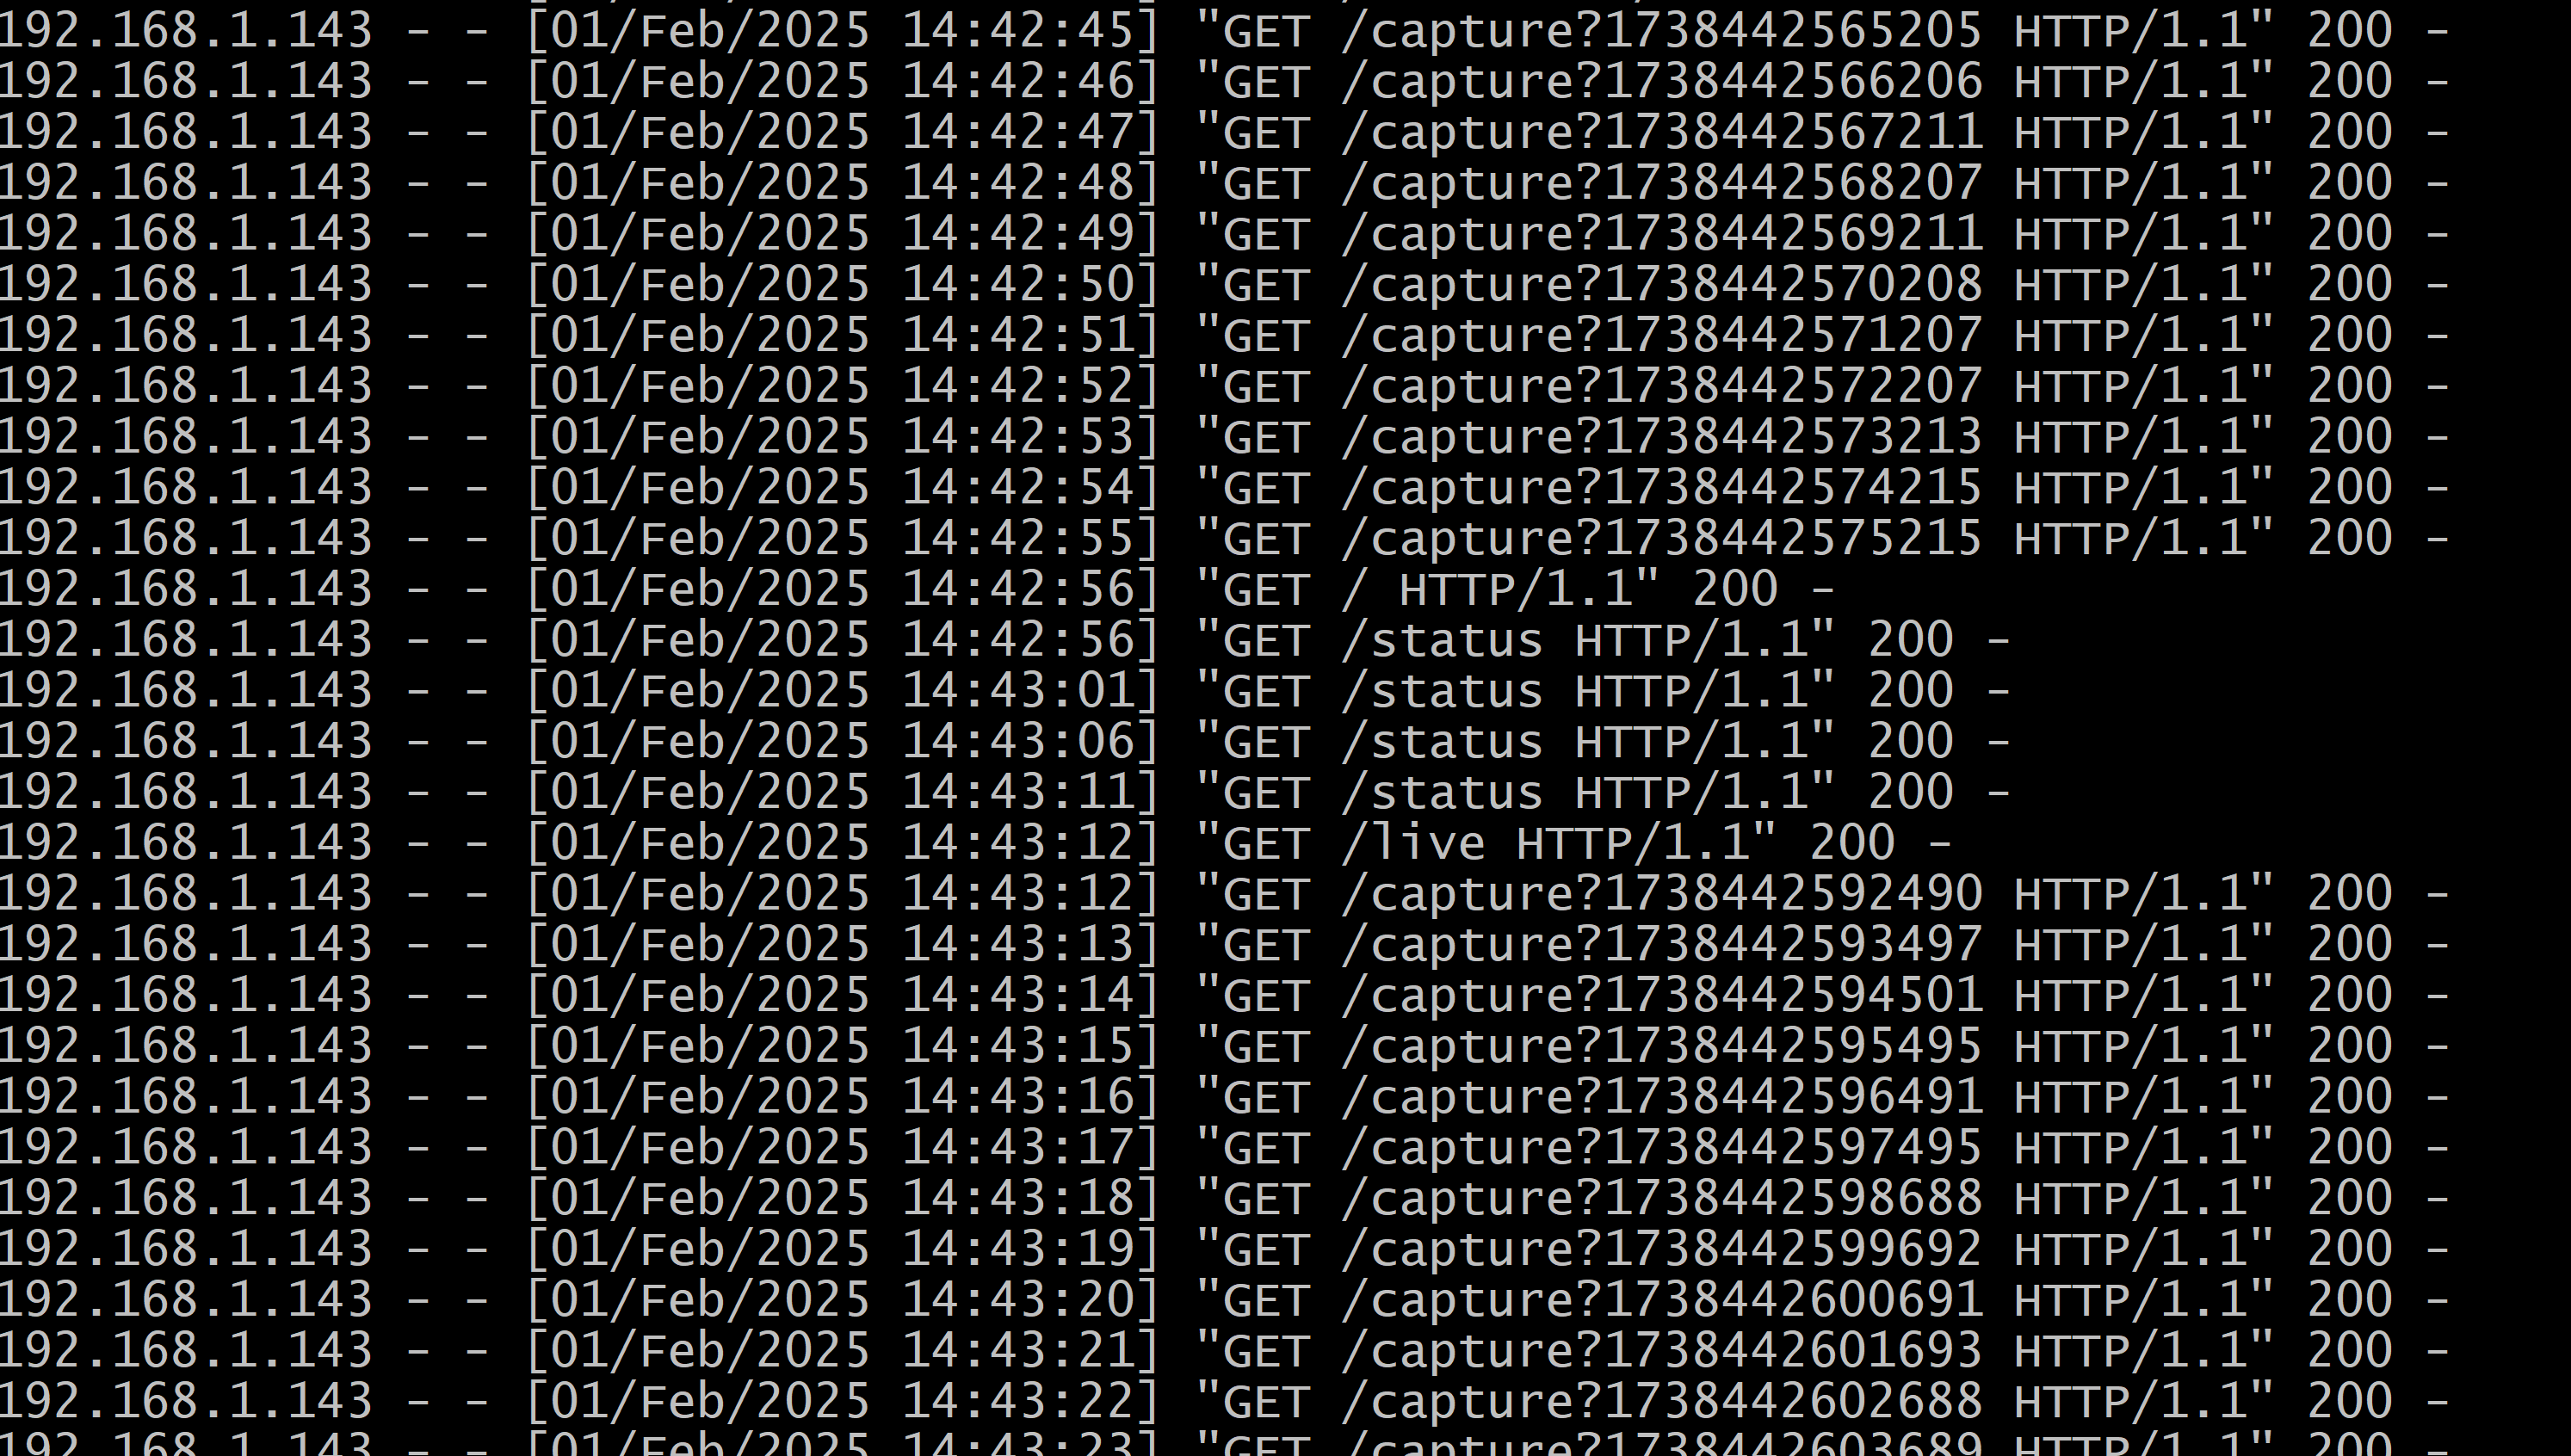 192.168.1.143 - - [01/Feb/2025 14:42:45] "GET /capture?1738442565205 HTTP/1.1" 200 -
192.168.1.143 - - [01/Feb/2025 14:42:46] "GET /capture?1738442566206 HTTP/1.1" 200 -
192.168.1.143 - - [01/Feb/2025 14:42:47] "GET /capture?1738442567211 HTTP/1.1" 200 -
192.168.1.143 - - [01/Feb/2025 14:42:48] "GET /capture?1738442568207 HTTP/1.1" 200 -
192.168.1.143 - - [01/Feb/2025 14:42:49] "GET /capture?1738442569211 HTTP/1.1" 200 -
192.168.1.143 - - [01/Feb/2025 14:42:50] "GET /capture?1738442570208 HTTP/1.1" 200 -
192.168.1.143 - - [01/Feb/2025 14:42:51] "GET /capture?1738442571207 HTTP/1.1" 200 -
192.168.1.143 - - [01/Feb/2025 14:42:52] "GET /capture?1738442572207 HTTP/1.1" 200 -
192.168.1.143 - - [01/Feb/2025 14:42:53] "GET /capture?1738442573213 HTTP/1.1" 200 -
192.168.1.143 - - [01/Feb/2025 14:42:54] "GET /capture?1738442574215 HTTP/1.1" 200 -
192.168.1.143 - - [01/Feb/2025 14:42:55] "GET /capture?1738442575215 HTTP/1.1" 200 -
192.168.1.143 - - [01/Feb/2025 14:42:56] "GET / HTTP/1.1" 200 -
192.168.1.143 - - [01/Feb/2025 14:42:56] "GET /status HTTP/1.1" 200 -
192.168.1.143 - - [01/Feb/2025 14:43:01] "GET /status HTTP/1.1" 200 -
192.168.1.143 - - [01/Feb/2025 14:43:06] "GET /status HTTP/1.1" 200 -
192.168.1.143 - - [01/Feb/2025 14:43:11] "GET /status HTTP/1.1" 200 -
192.168.1.143 - - [01/Feb/2025 14:43:12] "GET /live HTTP/1.1" 200 -
192.168.1.143 - - [01/Feb/2025 14:43:12] "GET /capture?1738442592490 HTTP/1.1" 200 -
192.168.1.143 - - [01/Feb/2025 14:43:13] "GET /capture?1738442593497 HTTP/1.1" 200 -
192.168.1.143 - - [01/Feb/2025 14:43:14] "GET /capture?1738442594501 HTTP/1.1" 200 -
192.168.1.143 - - [01/Feb/2025 14:43:15] "GET /capture?1738442595495 HTTP/1.1" 200 -
192.168.1.143 - - [01/Feb/2025 14:43:16] "GET /capture?1738442596491 HTTP/1.1" 200 -
192.168.1.143 - - [01/Feb/2025 14:43:17] "GET /capture?1738442597495 HTTP/1.1" 200 -
192.168.1.143 - - [01/Feb/2025 14:43:18] "GET /capture?1738442598688 HTTP/1.1" 200 -
192.168.1.143 - - [01/Feb/2025 14:43:19] "GET /capture?1738442599692 HTTP/1.1" 200 -
192.168.1.143 - - [01/Feb/2025 14:43:20] "GET /capture?1738442600691 HTTP/1.1" 200 -
192.168.1.143 - - [01/Feb/2025 14:43:21] "GET /capture?1738442601693 HTTP/1.1" 200 -
192.168.1.143 - - [01/Feb/2025 14:43:22] "GET /capture?1738442602688 HTTP/1.1" 200 -
192.168.1.143 - - [01/Feb/2025 14:43:23] "GET /capture?1738442603689 HTTP/1.1" 200 -